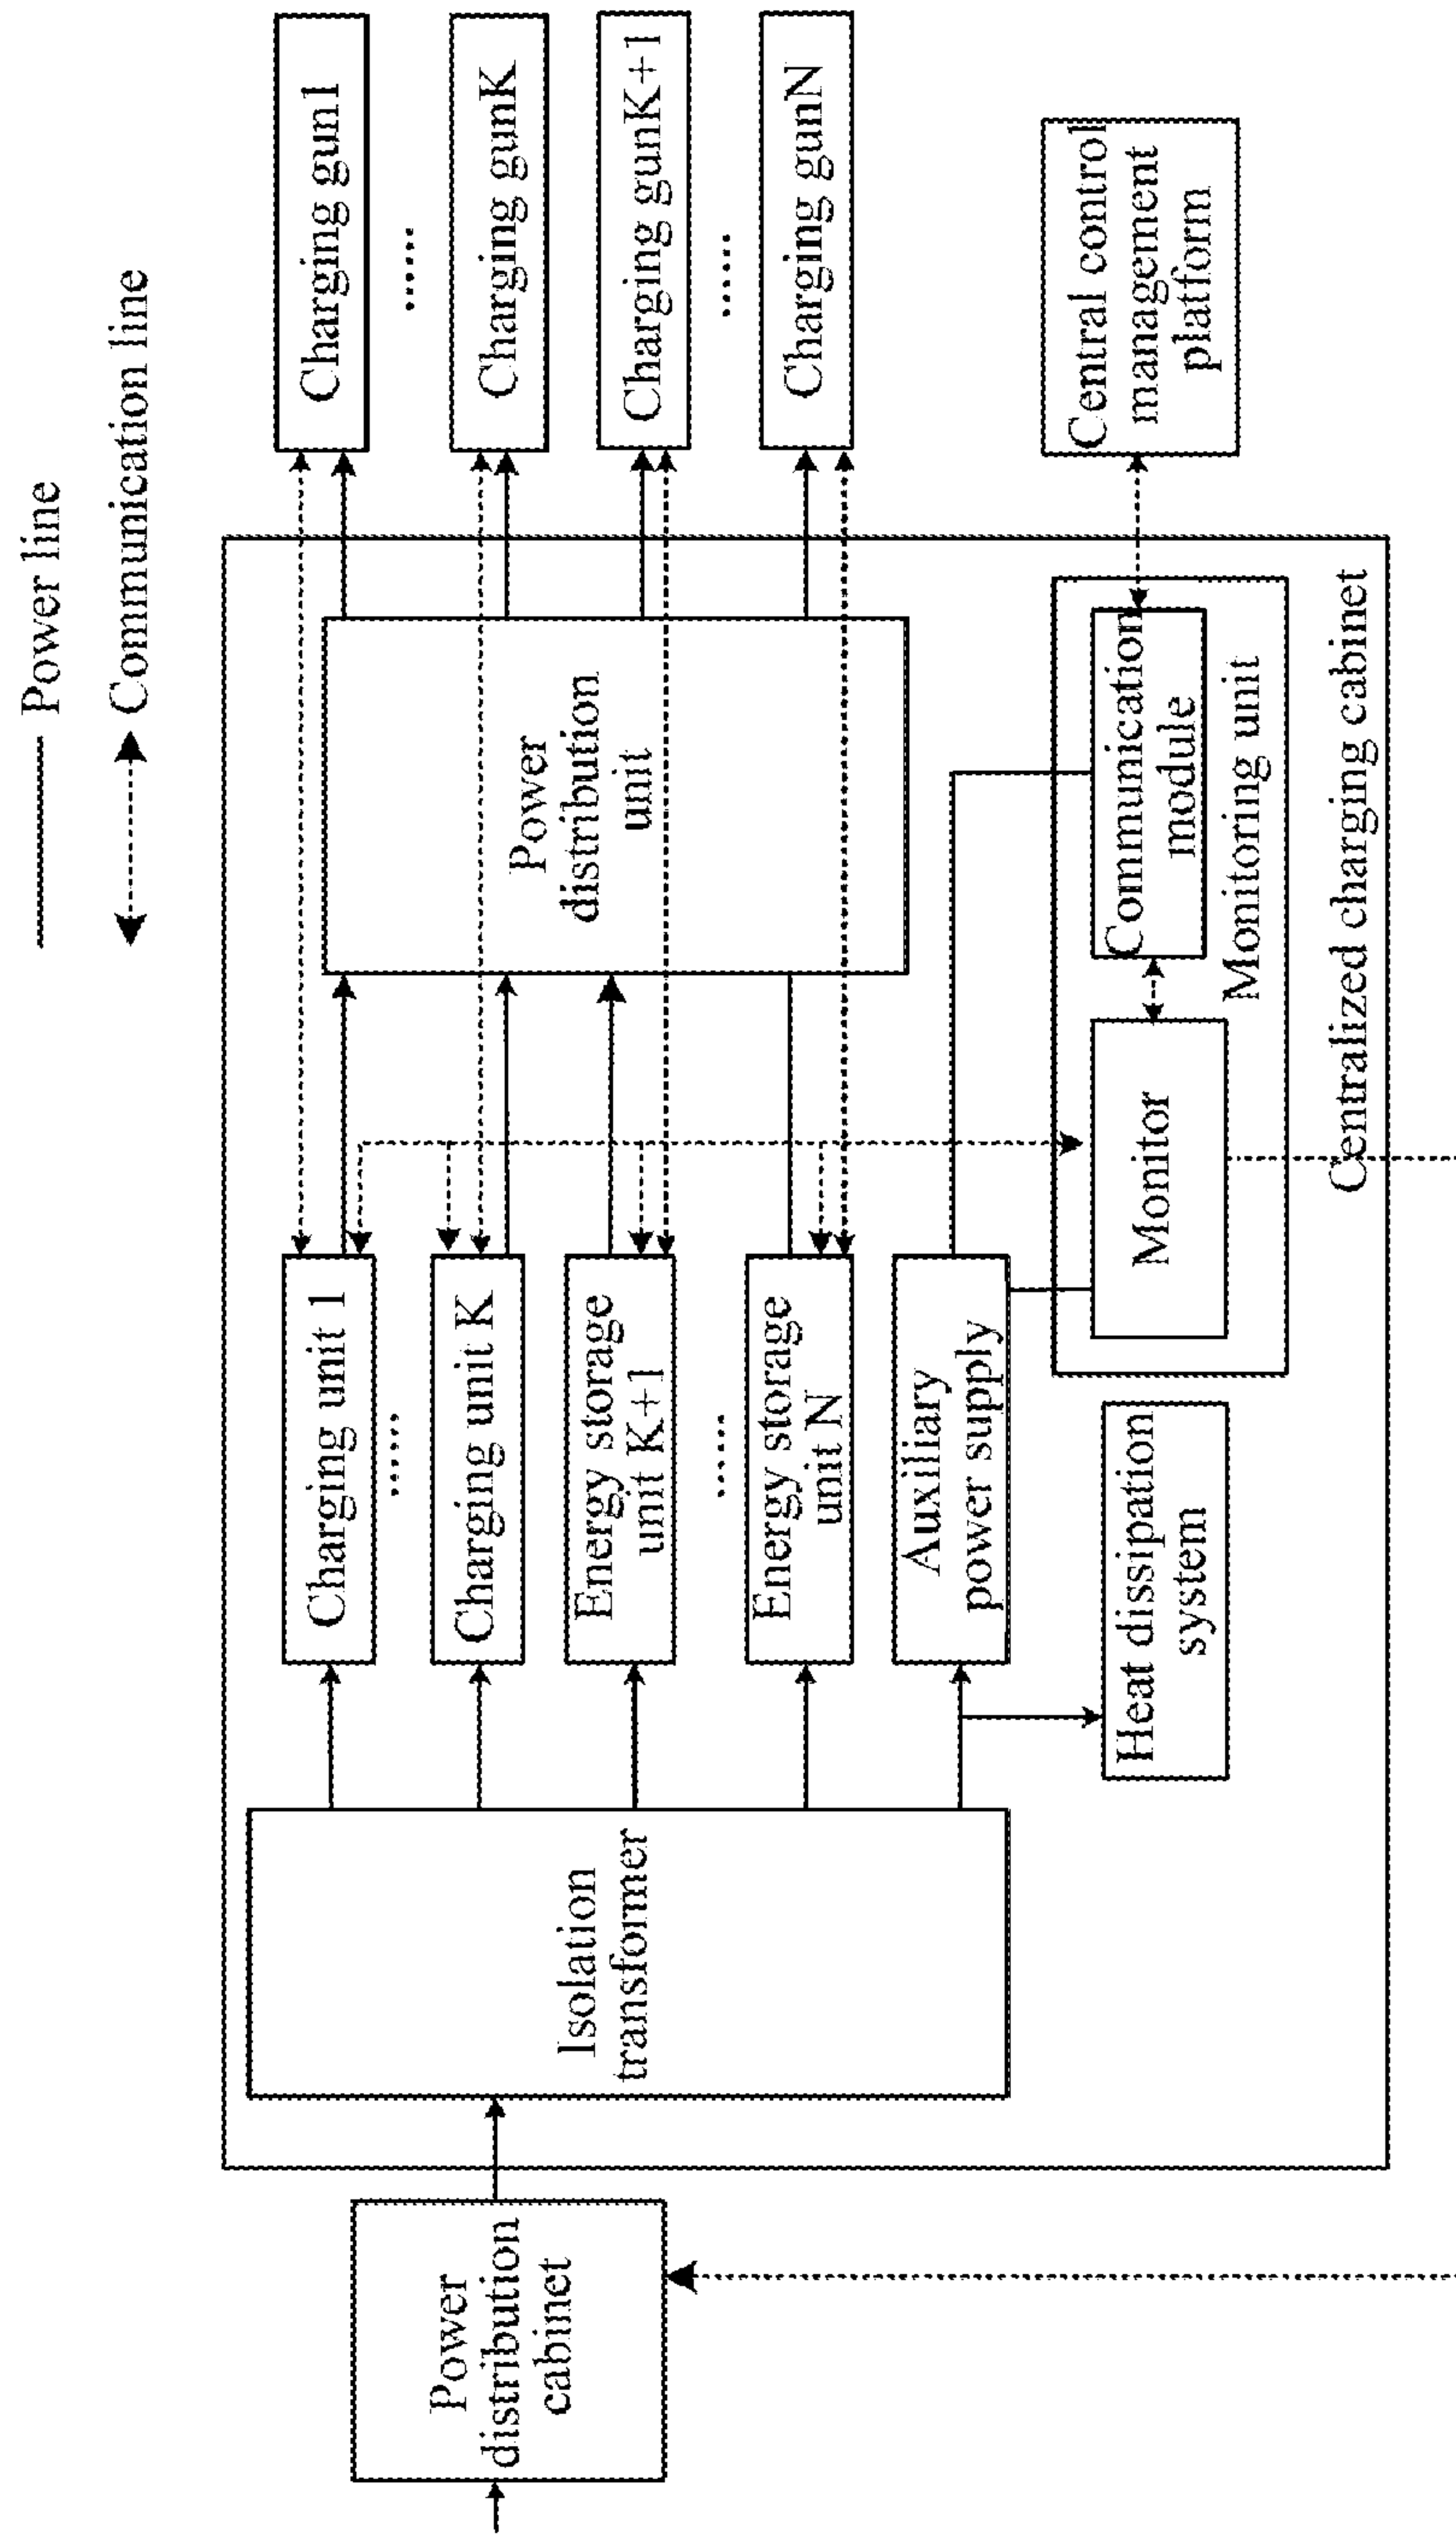 Power line
Communication line
Power
distribution
cabinet
Isolation
transformer
Charging unit 1
......
Charging unit K
Energy storage
unit K+1
......
Energy storage
unit N
Auxiliary
power supply
Heat dissipation
system
Power
distribution
unit
Monitor
Communication
module
Monitoring unit
Centralized charging cabinet
Charging gun1
......
Charging gunK
Charging gunK+1
......
Charging gunN
Central control
management
platform